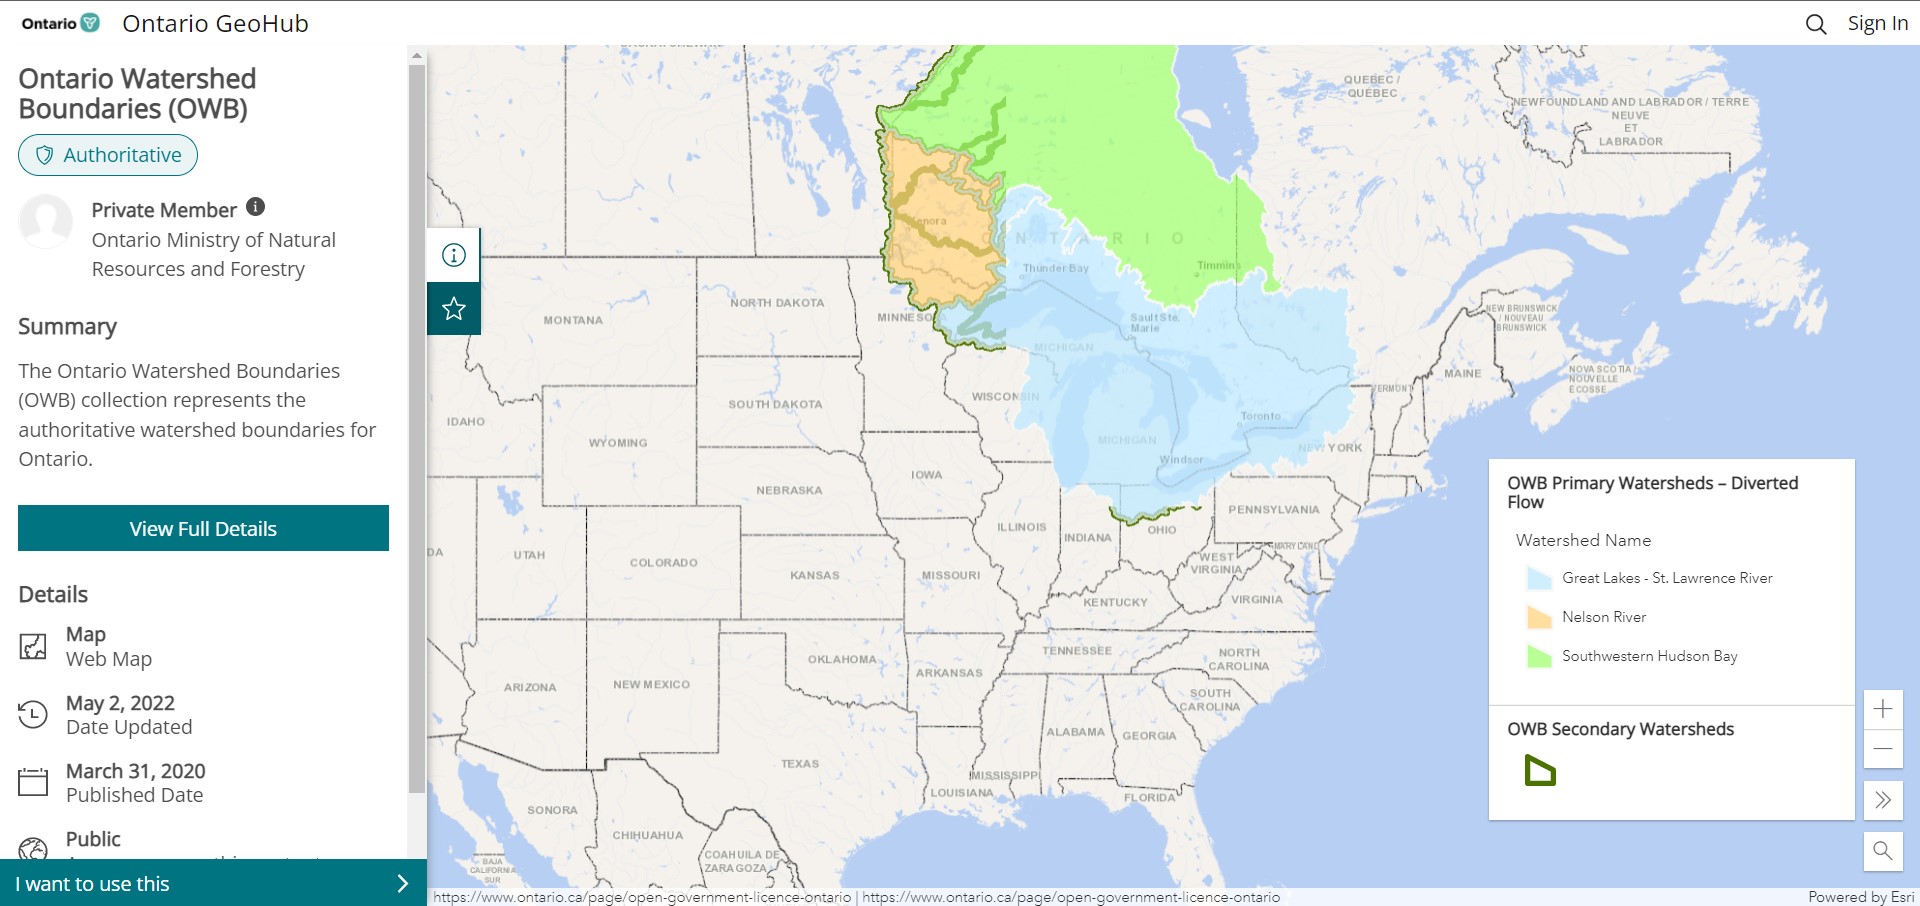 Ontario
Ontario GeoHub
Sign In
Ontario Watershed
Boundaries (OWB)
Authoritative
Private Member
Ontario Ministry of Natural
Resources and Forestry
Summary
The Ontario Watershed Boundaries
(OWB) collection represents the
authoritative watershed boundaries for
Ontario.
View Full Details
Details
Map
Web Map
May 2, 2022
Date Updated
March 31, 2020
Published Date
Public
I want to use this
QUEBEC /
QUÉBEC
NEWFOUNDLAND AND LABRADOR / TERRE
NEUVE
ET
LABRADOR
ONTARIO
Thunder Bay
Timmins
Sault Ste.
Marie
NEW BRUNSWICK
/ NOUVEAU
BRUNSWICK
NOVA SCOTIA
NOUVELLE
ÉCOSSE
MONTANA
NORTH DAKOTA
MICHIGAN
MAINE
VERMONT
IDAHO
SOUTH DAKOTA
WISCONSIN
Toronto
WYOMING
MICHIGAN
NEW YORK
Windsor
IOWA
NEBRASKA
PENNSYLVANIA
ILLINOIS
INDIANA
OHIO
DA
UTAH
COLORADO
KANSAS
MISSOURI
WEST
VIRGINIA
MARYLAND
KENTUCKY
VIRGINIA
TENNESSEE
NORTH
CAROLINA
OKLAHOMA
ARKANSAS
ARIZONA
NEW MEXICO
SOUTH
CAROLINA
ALABAMA
GEORGIA
TEXAS
MISSISSIPPI
LOUISIANA
FLORIDA
SONORA
CHIHUAHUA
COAHUILA DE
ZARAGOZA
BAJA
CALIFORNIA
SUR
OWB Primary Watersheds – Diverted
Flow
Watershed Name
Great Lakes - St. Lawrence River
Nelson River
Southwestern Hudson Bay
OWB Secondary Watersheds
https://www.ontario.ca/page/open-government-licence-ontario | https://www.ontario.ca/page/open-government-licence-ontario
Powered by Esri